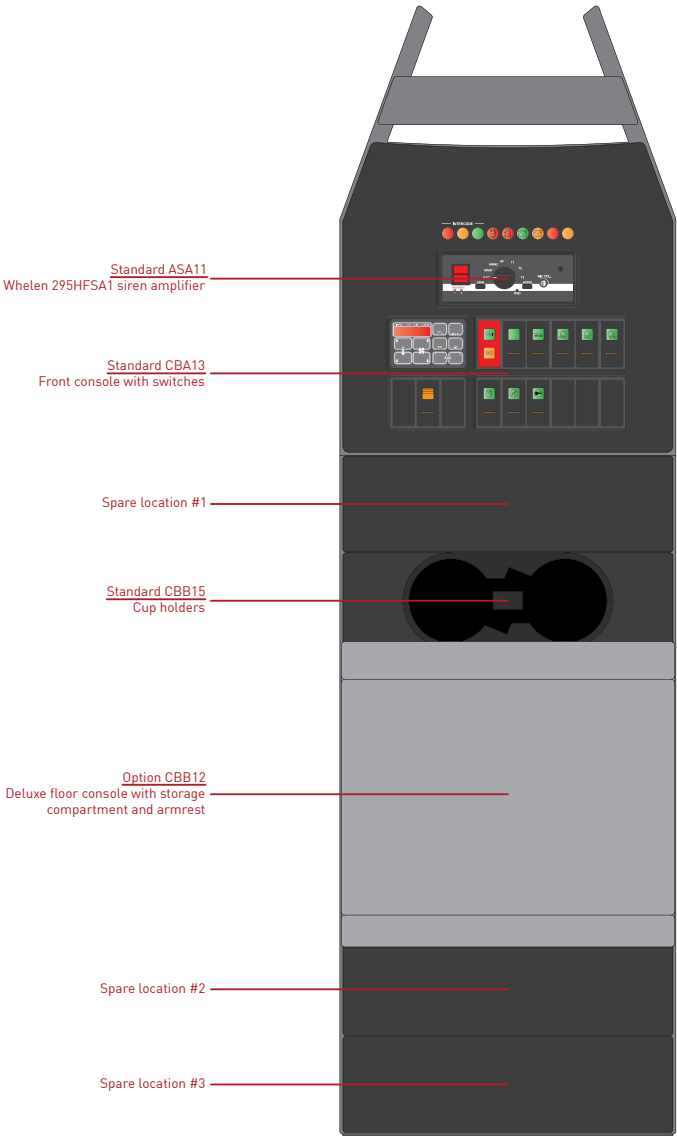 INTERCODE
Standard ASA11
Whelen 295HFSA1 siren amplifier
Standard CBA13
Front console with switches
Spare location #1
Standard CBB15
Cup holders
Option CBB12
Deluxe floor console with storage
compartment and armrest
Spare location #2
Spare location #3